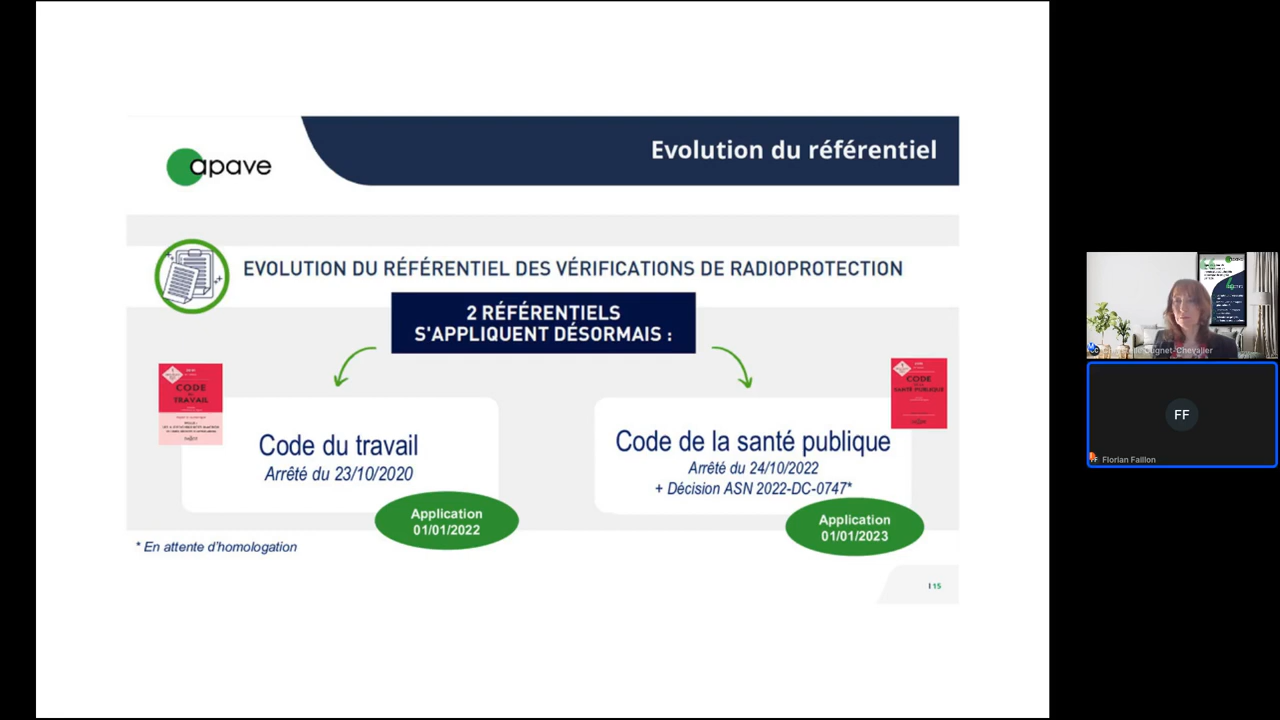 apave
Evolution du référentiel
EVOLUTION DU RÉFÉRENTIEL DES VÉRIFICATIONS DE RADIOPROTECTION
2 RÉFÉRENTIELS
S'APPLIQUENT DÉSORMAIS :
CODE
DU
TRAVAIL
CODE
DE LA
SANTÉ PUBLIQUE
Code du travail
Arrêté du 23/10/2020
Code de la santé publique
Arrêté du 24/10/2022
+ Décision ASN 2022-DC-0747*
Application
01/01/2022
Application
01/01/2023
* En attente d'homologation
15
FF
FF Florian Faillon